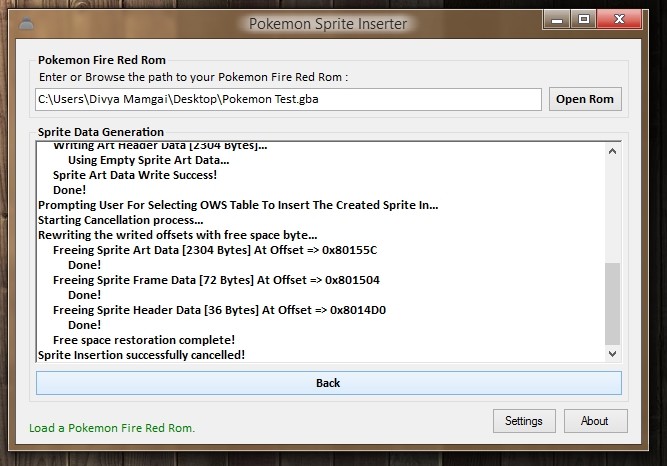 Pokemon Sprite Inserter
Pokemon Fire Red Rom
Enter or Browse the path to your Pokemon Fire Red Rom :
C:\Users\Divya Mamgai\Desktop\Pokemon Test.gba
Open Rom
Sprite Data Generation
Writing Art Header Data [2304 Bytes]...
Using Empty Sprite Art Data...
Sprite Art Data Write Success!
Done!
Prompting User For Selecting OWS Table To Insert The Created Sprite In...
Starting Cancellation process...
Rewriting the writed offsets with free space byte...
Freeing Sprite Art Data [2304 Bytes] At Offset => 0x80155C
Done!
Freeing Sprite Frame Data [72 Bytes] At Offset => 0x801504
Done!
Freeing Sprite Header Data [36 Bytes] At Offset => 0x8014D0
Done!
Free space restoration complete!
Sprite Insertion successfully cancelled!
Back
Load a Pokemon Fire Red Rom.
Settings
About